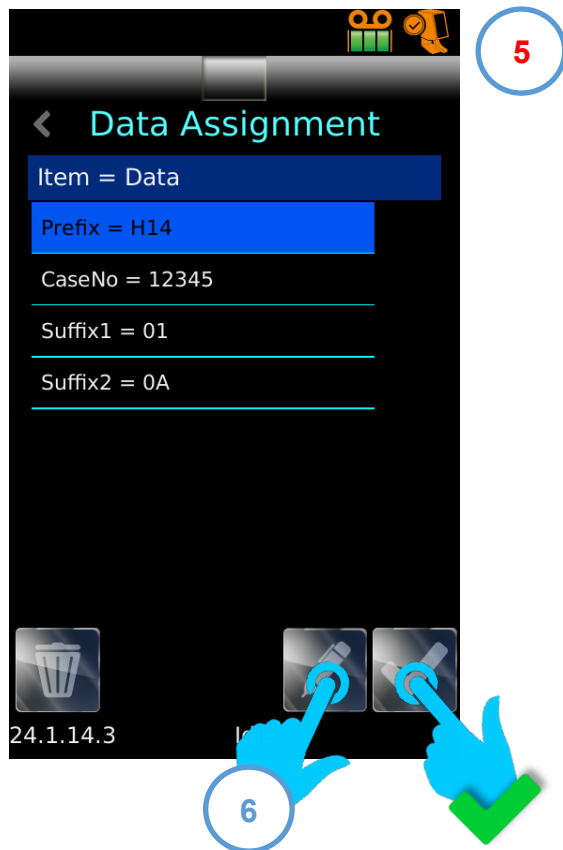 5
Data Assignment
Item = Data
Prefix = H14
CaseNo = 12345
Suffix1 = 01
Suffix2 = 0A
24.1.14.3
6